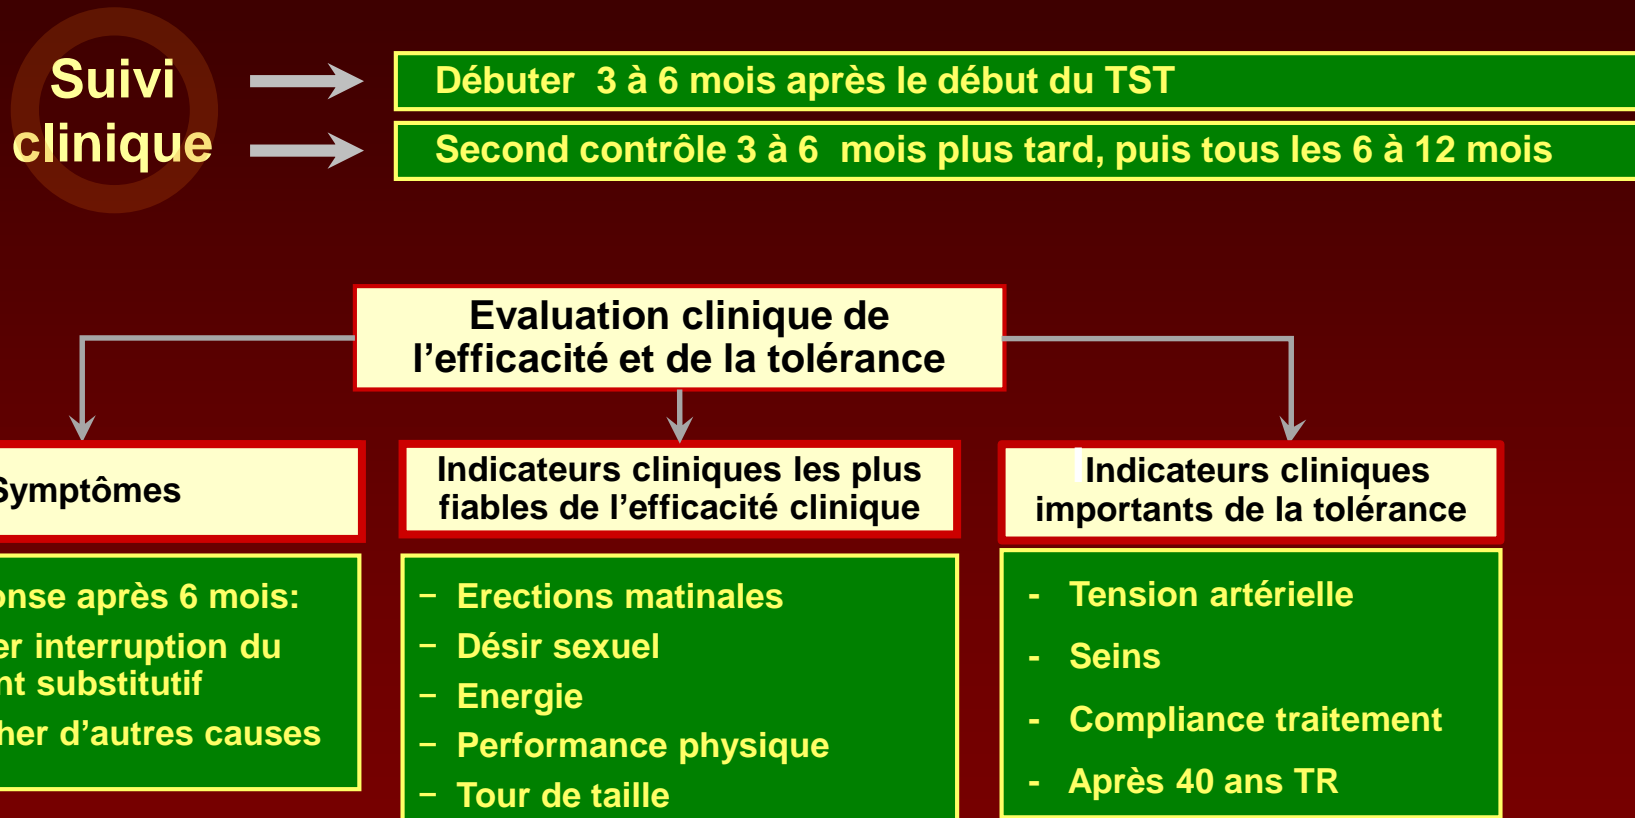 Suivi
clinique
Débuter 3 à 6 mois après le début du TST
Second contrôle 3 à 6 mois plus tard, puis tous les 6 à 12 mois
Evaluation clinique de
l’efficacité et de la tolérance
Symptômes
après 6 mois:
interruption du
substitutif
d’autres causes
Indicateurs cliniques les plus
fiables de l’efficacité clinique
− Erections matinales
− Désir sexuel
− Energie
− Performance physique
− Tour de taille
Indicateurs cliniques
importants de la tolérance
- Tension artérielle
- Seins
- Compliance traitement
- Après 40 ans TR